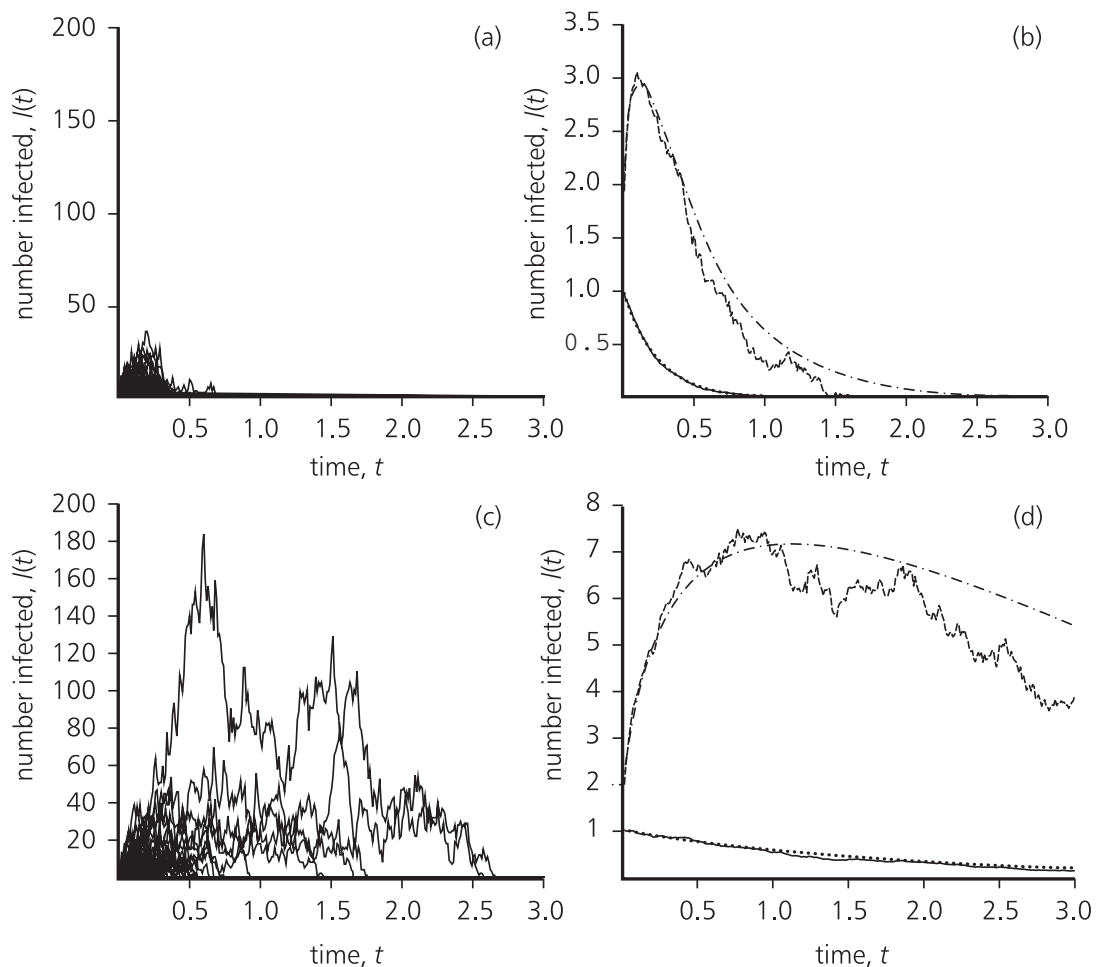 (a)
number infected, I(t)
200
150
100
50
0.5 1.0 1.5 2.0 2.5 3.0
time, t
(b)
number infected, I(t)
3.0
2.5
2.0
1.5
1.0
0.5
0.5 1.0 1.5 2.0 2.5 3.0
time, t
(c)
number infected, I(t)
200
180
160
140
120
100
80
60
40
20
0.5 1.0 1.5 2.0 2.5 3.0
time, t
(d)
number infected, I(t)
8
7
6
5
4
3
2
1
0.5 1.0 1.5 2.0 2.5 3.0
time, t